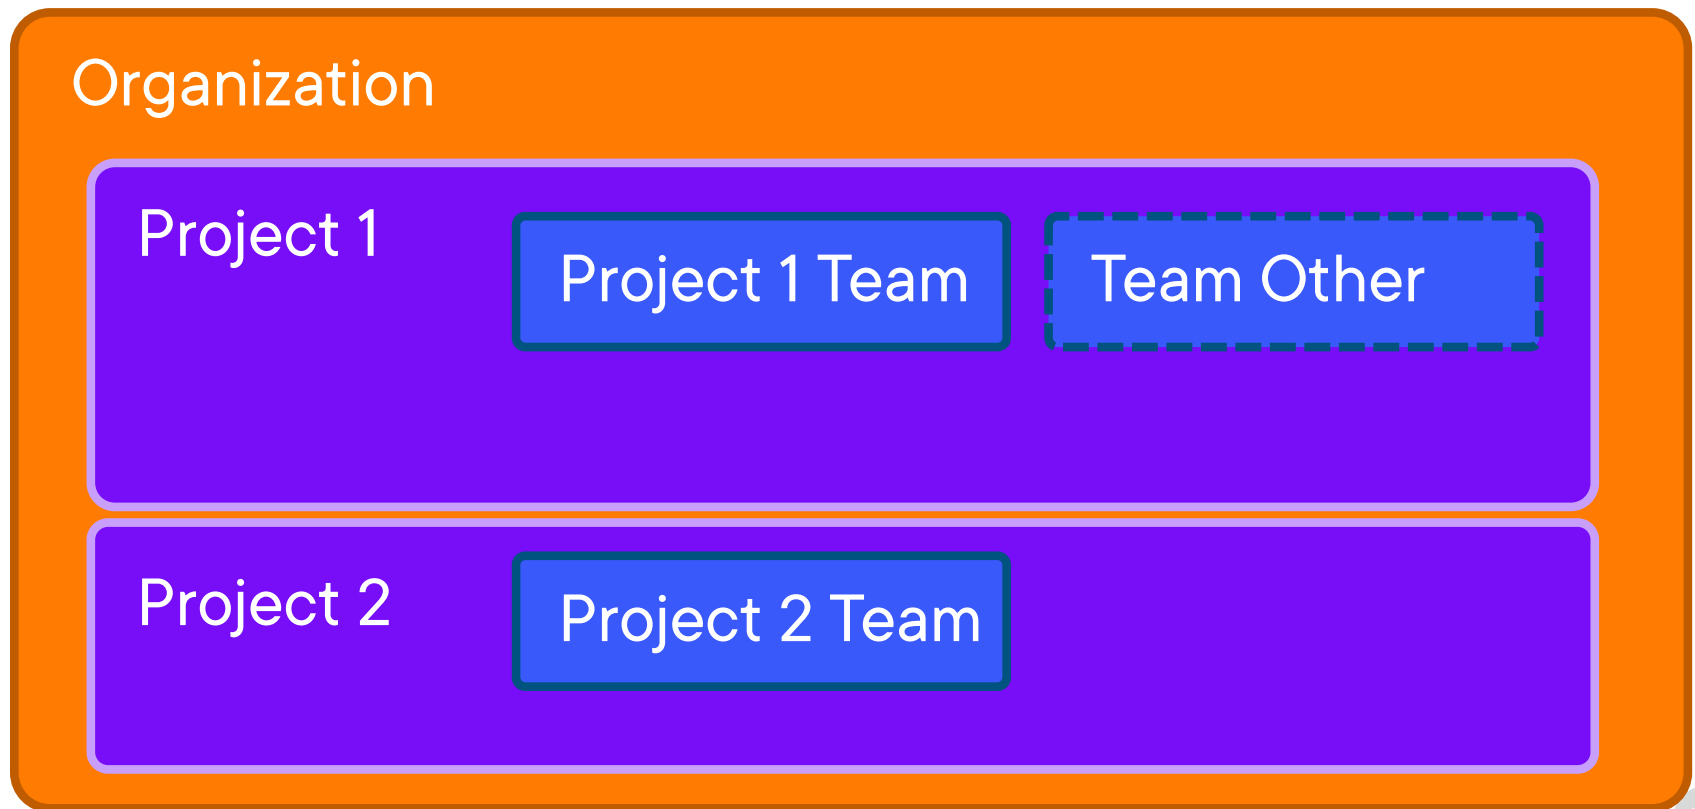 Organization
Project 1
Project 1 Team
Team Other
Project 2
Project 2 Team